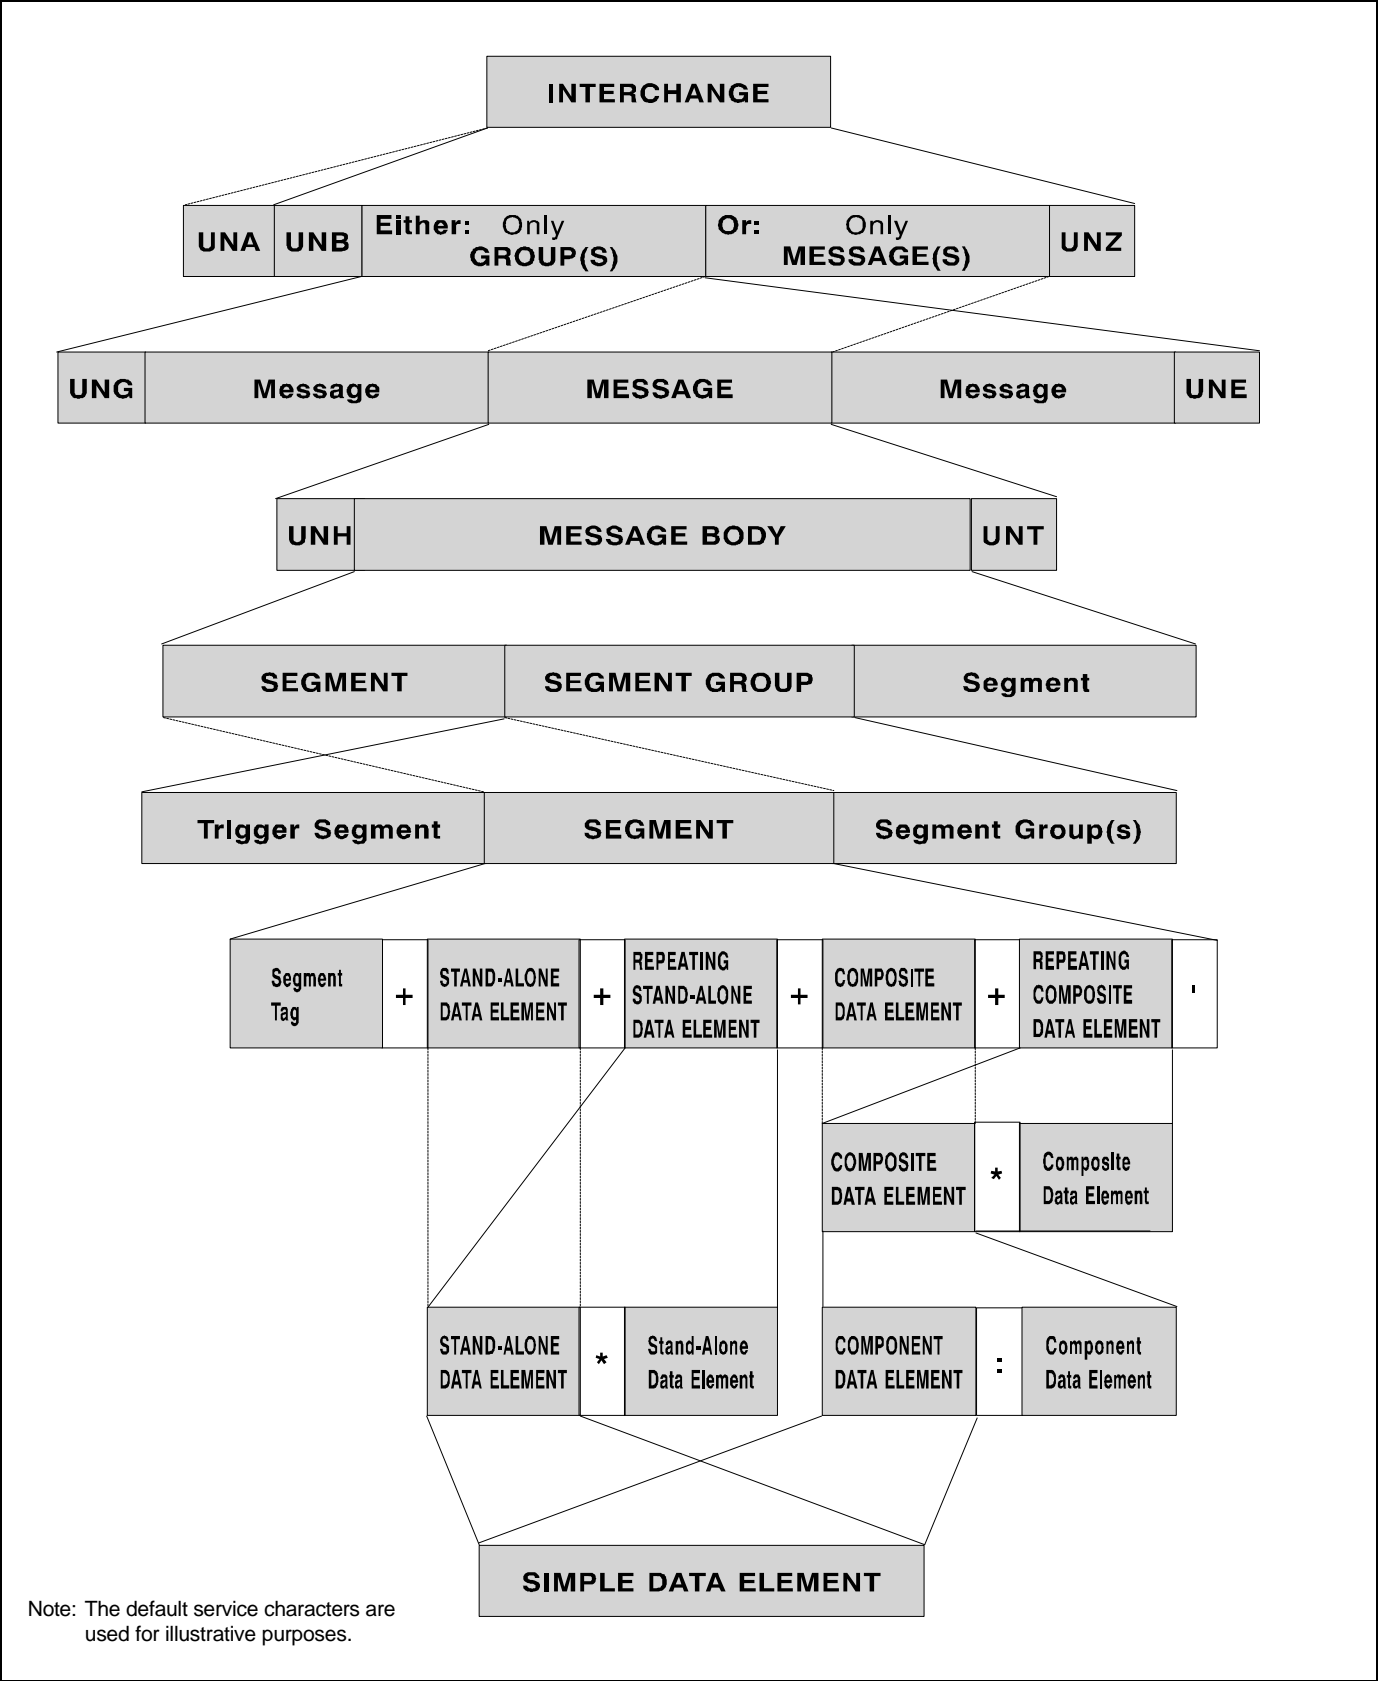 INTERCHANGE
UNA UNB Either: Only GROUP(S) Or: Only MESSAGE(S) UNZ
UNG Message MESSAGE Message UNE
UNH MESSAGE BODY UNT
SEGMENT SEGMENT GROUP Segment
Trigger Segment SEGMENT Segment Group(s)
Segment Tag + STAND-ALONE DATA ELEMENT + REPEATING STAND-ALONE DATA ELEMENT + COMPOSITE DATA ELEMENT + REPEATING COMPOSITE DATA ELEMENT '
COMPOSITE DATA ELEMENT * Composite Data Element
STAND-ALONE DATA ELEMENT * Stand-Alone Data Element COMPONENT DATA ELEMENT : Component Data Element
SIMPLE DATA ELEMENT
Note: The default service characters are
used for illustrative purposes.